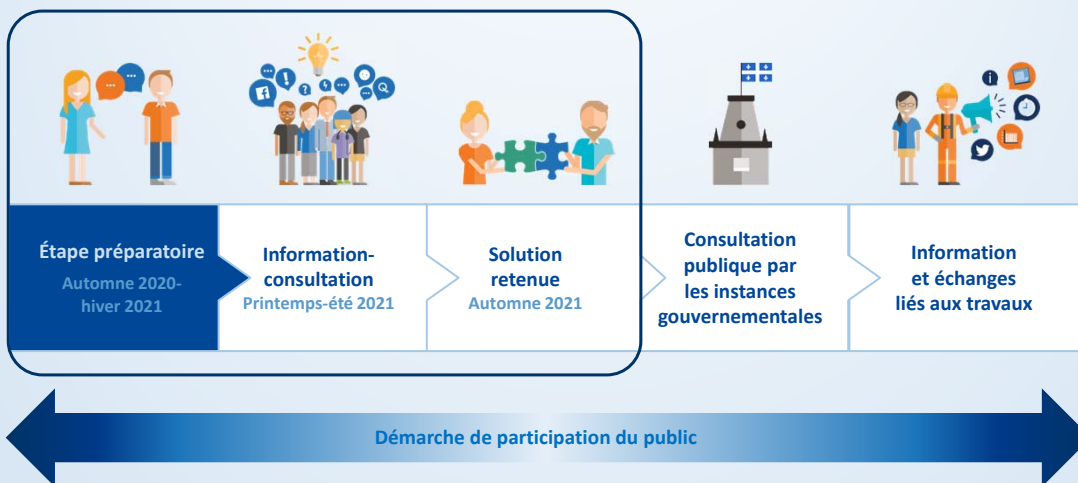 Étape préparatoire
Automne 2020-
hiver 2021
Information-
consultation
Printemps-été 2021
Solution
retenue
Automne 2021
Consultation
publique par
les instances
gouvernementales
Information
et échanges
liés aux travaux
Démarche de participation du public